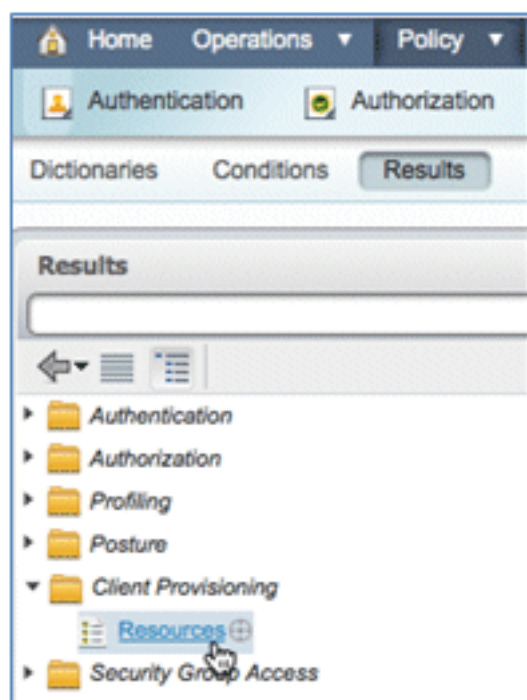 Home Operations Policy
Authentication Authorization
Dictionaries Conditions Results
Results
Authentication
Authorization
Profiling
Posture
Client Provisioning
Resources
Security Group Access